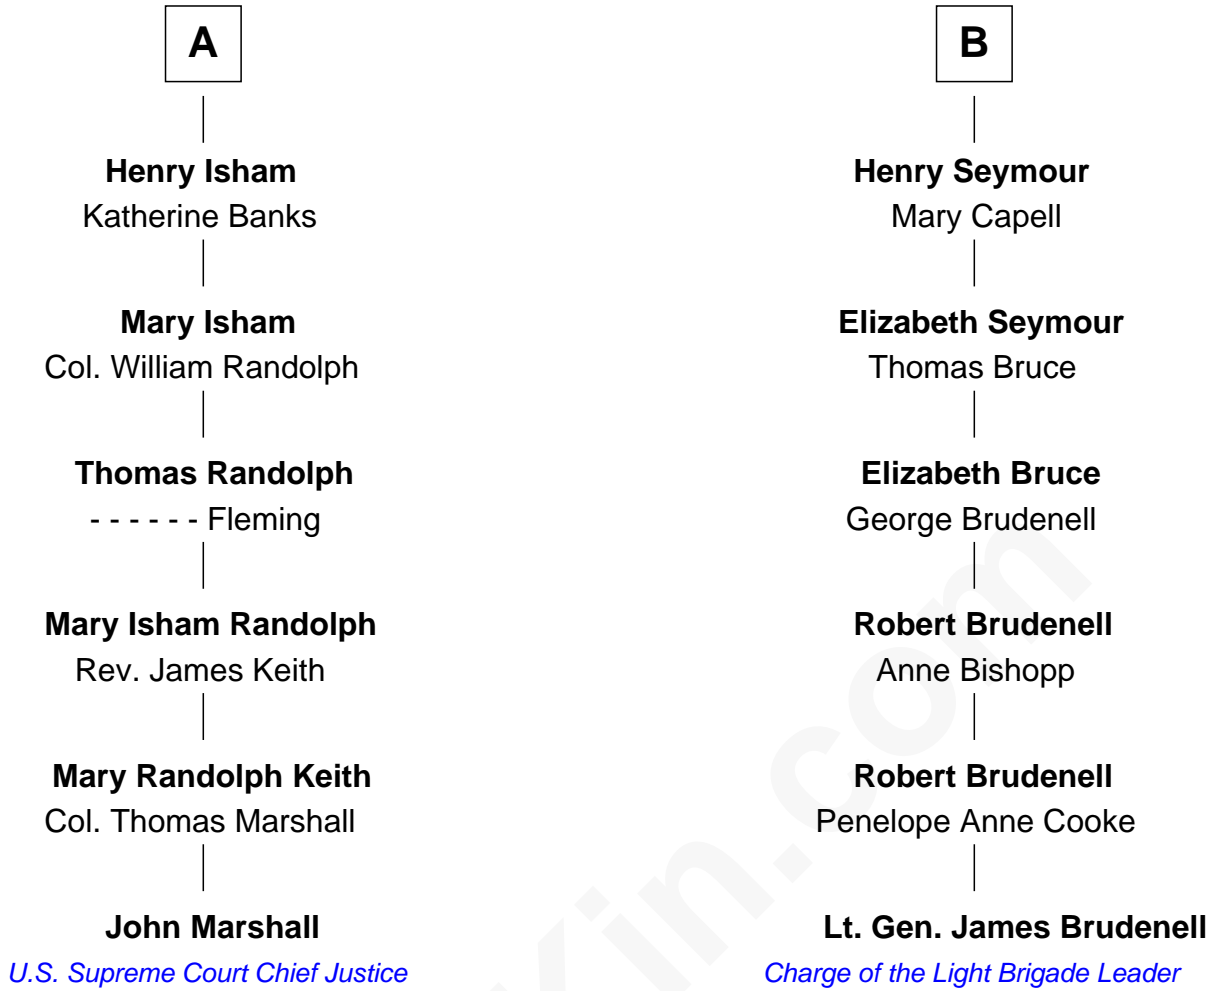 A
Henry Isham
Katherine Banks
Mary Isham
Col. William Randolph
Thomas Randolph
- - - - - - Fleming
Mary Isham Randolph
Rev. James Keith
Mary Randolph Keith
Col. Thomas Marshall
John Marshall
U.S. Supreme Court Chief Justice
B
Henry Seymour
Mary Capell
Elizabeth Seymour
Thomas Bruce
Elizabeth Bruce
George Brudenell
Robert Brudenell
Anne Bishopp
Robert Brudenell
Penelope Anne Cooke
Lt. Gen. James Brudenell
Charge of the Light Brigade Leader
Kin.com